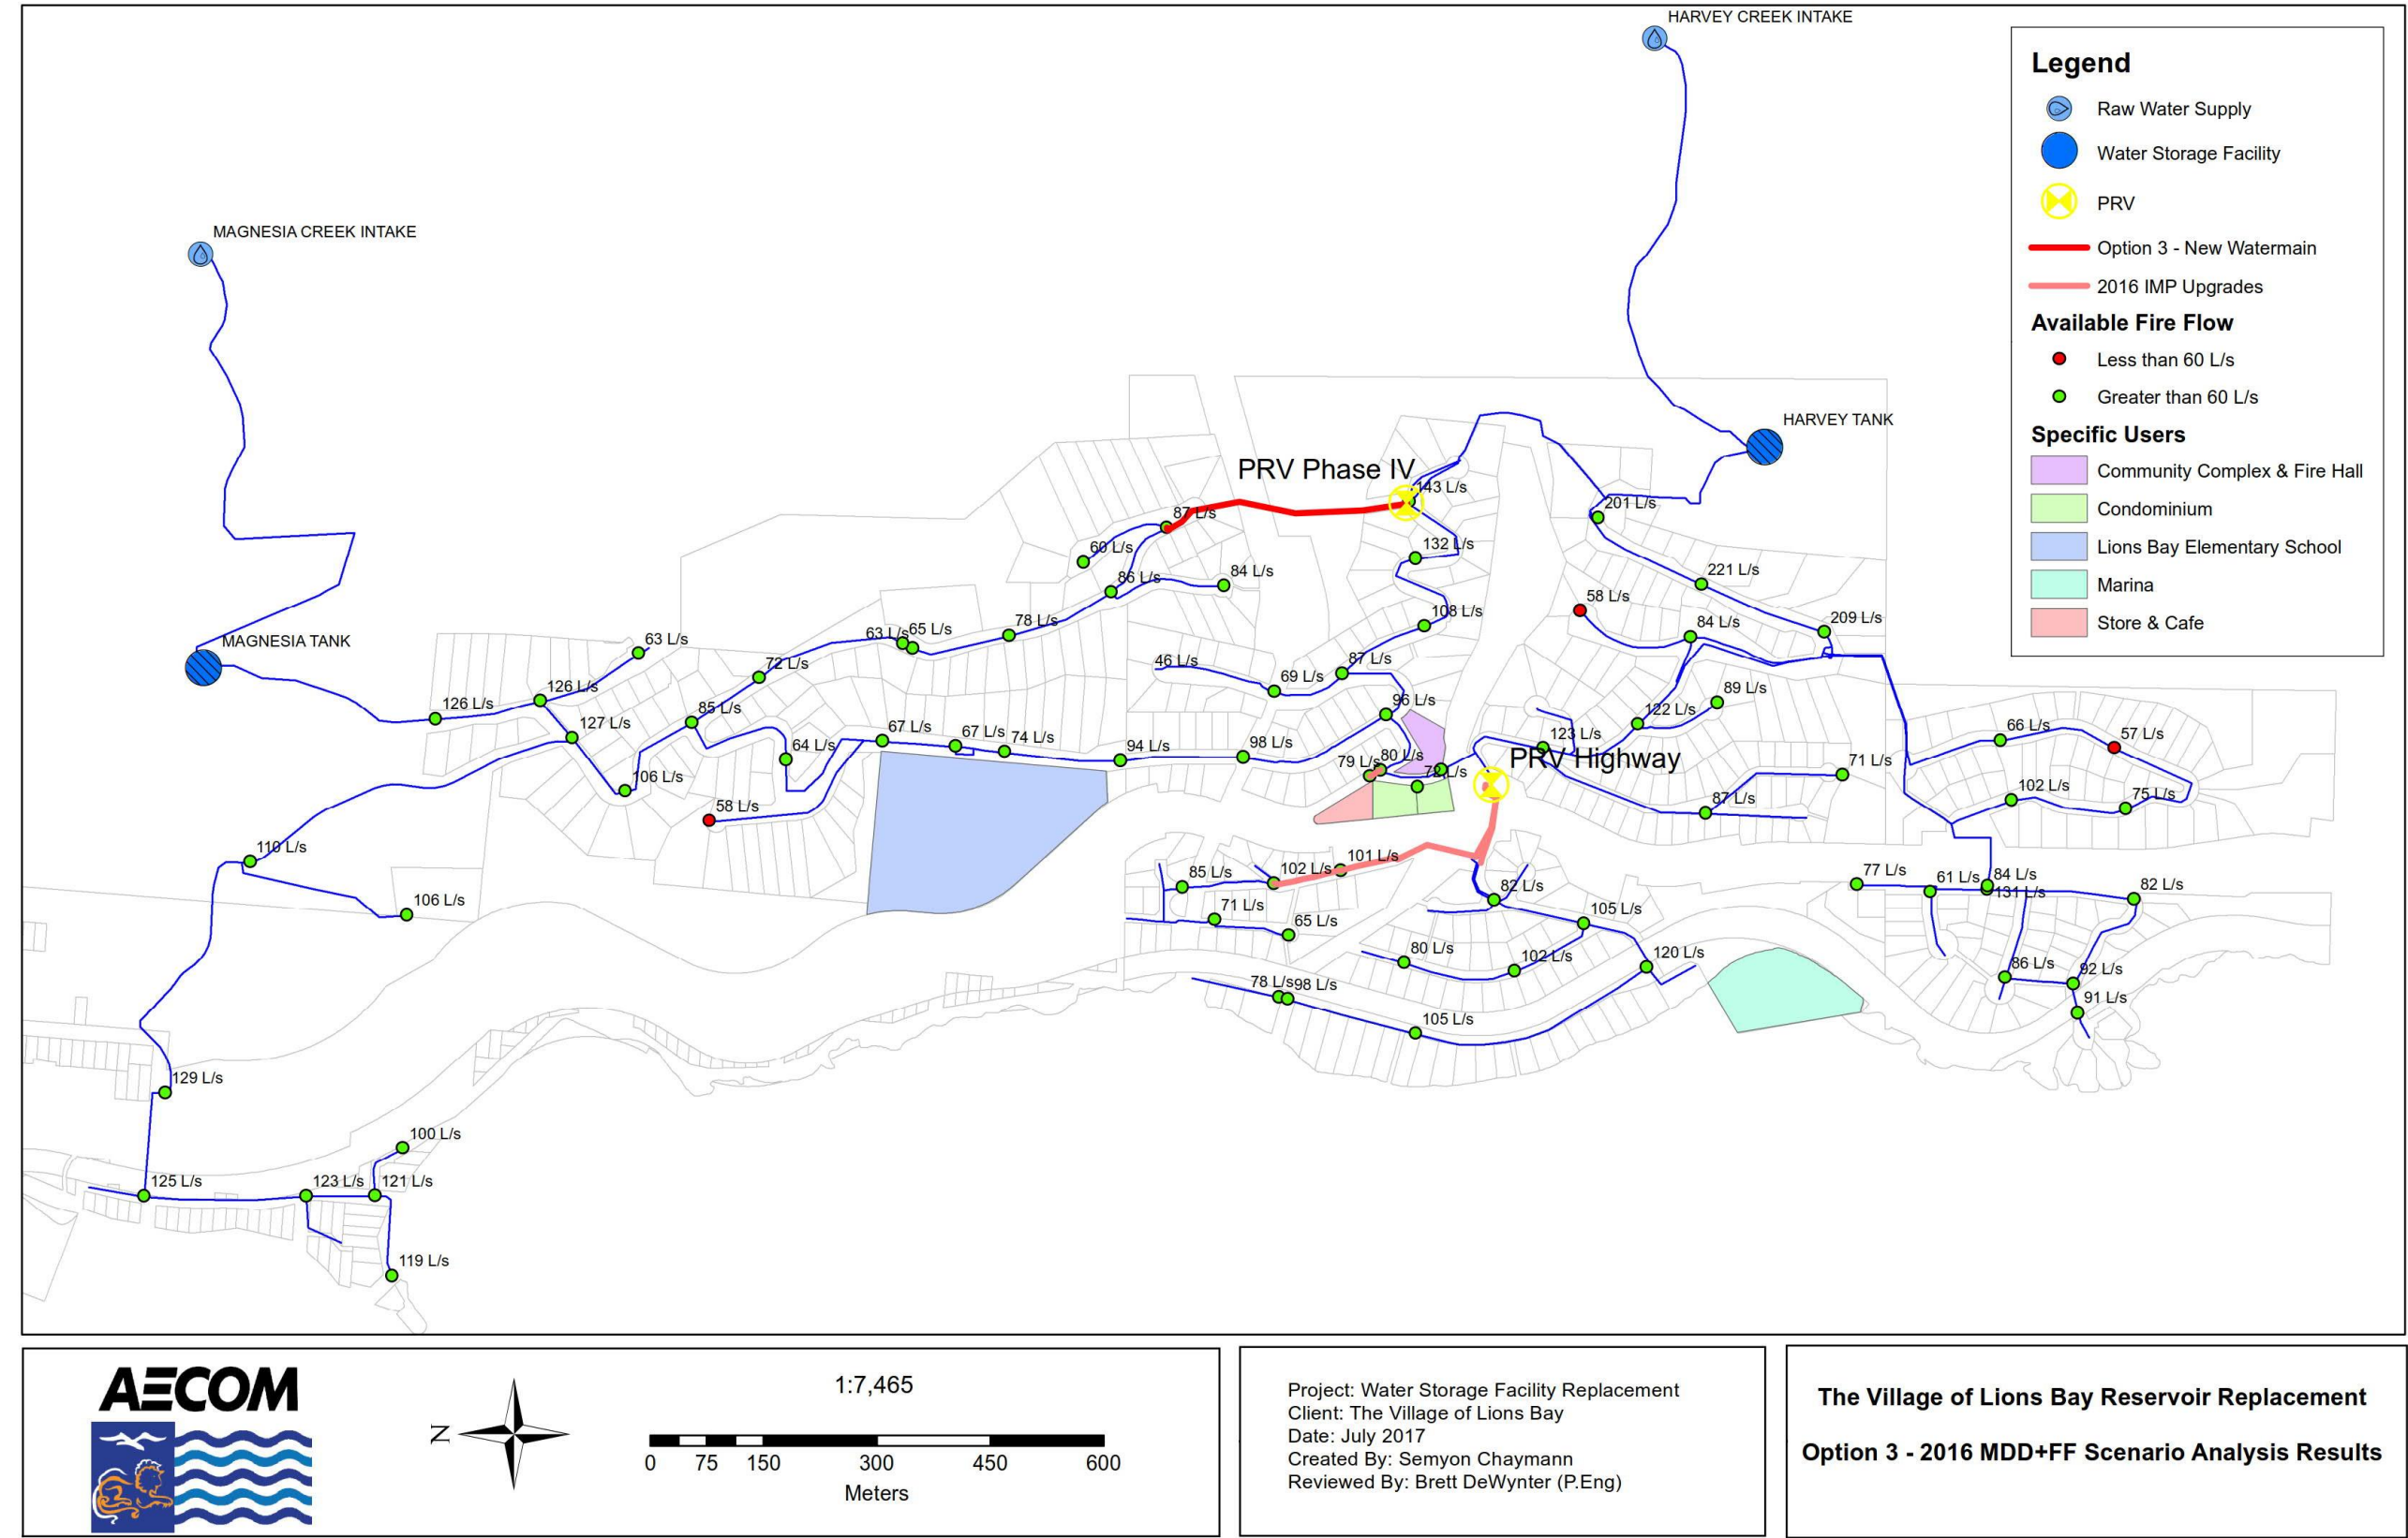 HARVEY CREEK INTAKE
MAGNESIA CREEK INTAKE
HARVEY TANK
MAGNESIA TANK
PRV Phase IV
PRV Highway
143 L/s
87 L/s
201 L/s
60 L/s
132 L/s
86 L/s
84 L/s
221 L/s
58 L/s
108 L/s
209 L/s
78 L/s
63 L/s
65 L/s
63 L/s
84 L/s
72 L/s
46 L/s
69 L/s
87 L/s
126 L/s
126 L/s
89 L/s
96 L/s
85 L/s
127 L/s
122 L/s
66 L/s
57 L/s
67 L/s
67 L/s
74 L/s
64 L/s
94 L/s
98 L/s
123 L/s
79 L/s
80 L/s
72 L/s
71 L/s
106 L/s
58 L/s
87 L/s
102 L/s
75 L/s
110 L/s
106 L/s
85 L/s
102 L/s
101 L/s
82 L/s
77 L/s
61 L/s
84 L/s
131 L/s
82 L/s
71 L/s
65 L/s
105 L/s
80 L/s
102 L/s
120 L/s
86 L/s
92 L/s
91 L/s
78 L/s
98 L/s
105 L/s
129 L/s
100 L/s
125 L/s
123 L/s
121 L/s
119 L/s
Legend
Raw Water Supply
Water Storage Facility
PRV
Option 3 - New Watermain
2016 IMP Upgrades
Available Fire Flow
Less than 60 L/s
Greater than 60 L/s
Specific Users
Community Complex & Fire Hall
Condominium
Lions Bay Elementary School
Marina
Store & Cafe
AECOM
N
1:7,465
0 75 150 300 450 600
Meters
Project: Water Storage Facility Replacement
Client: The Village of Lions Bay
Date: July 2017
Created By: Semyon Chaymann
Reviewed By: Brett DeWynter (P.Eng)
The Village of Lions Bay Reservoir Replacement
Option 3 - 2016 MDD+FF Scenario Analysis Results